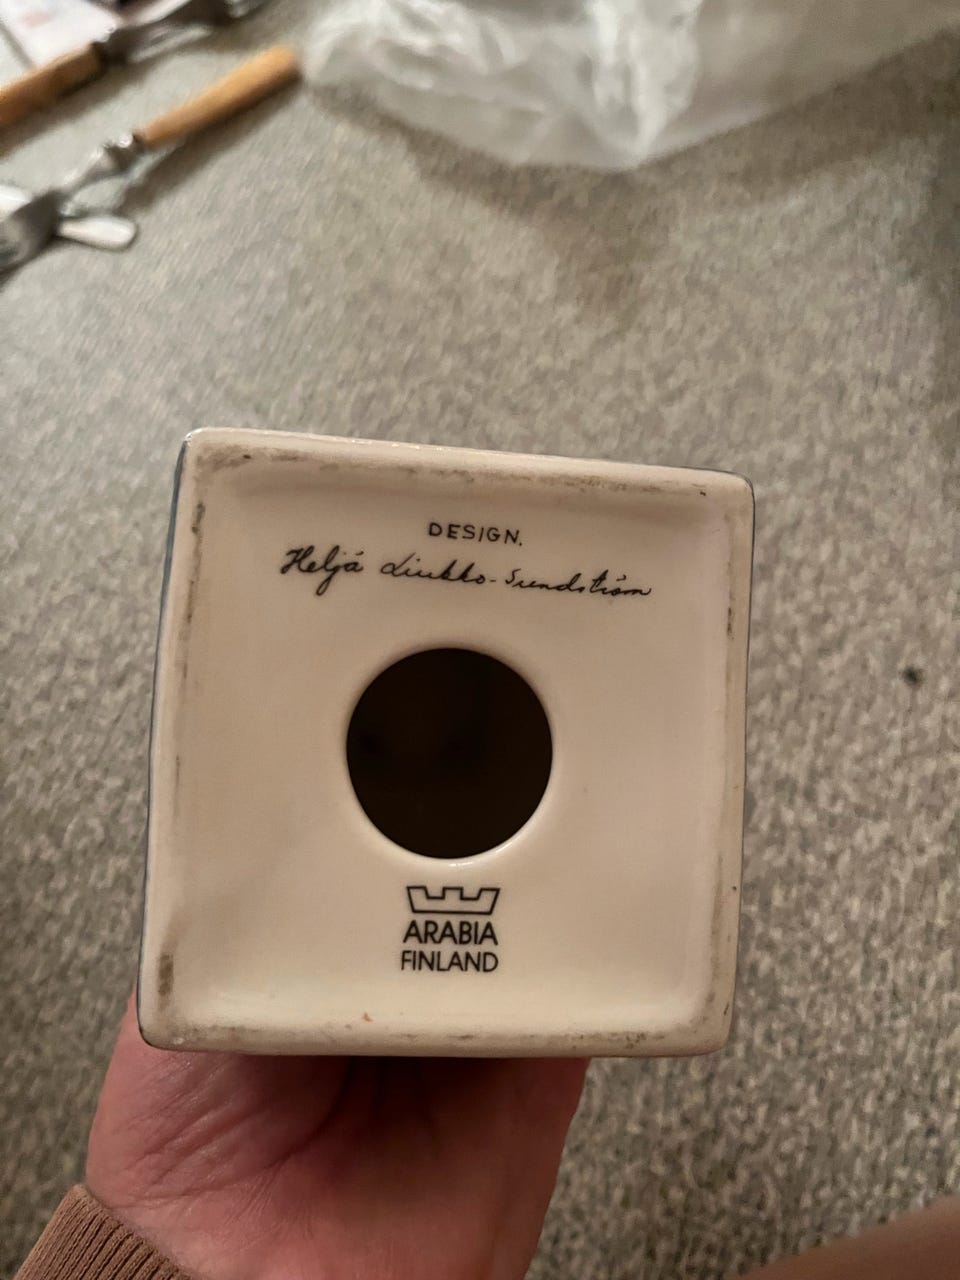 DESIGN.
Heljä Liukko-Sundström
ARABIA
FINLAND